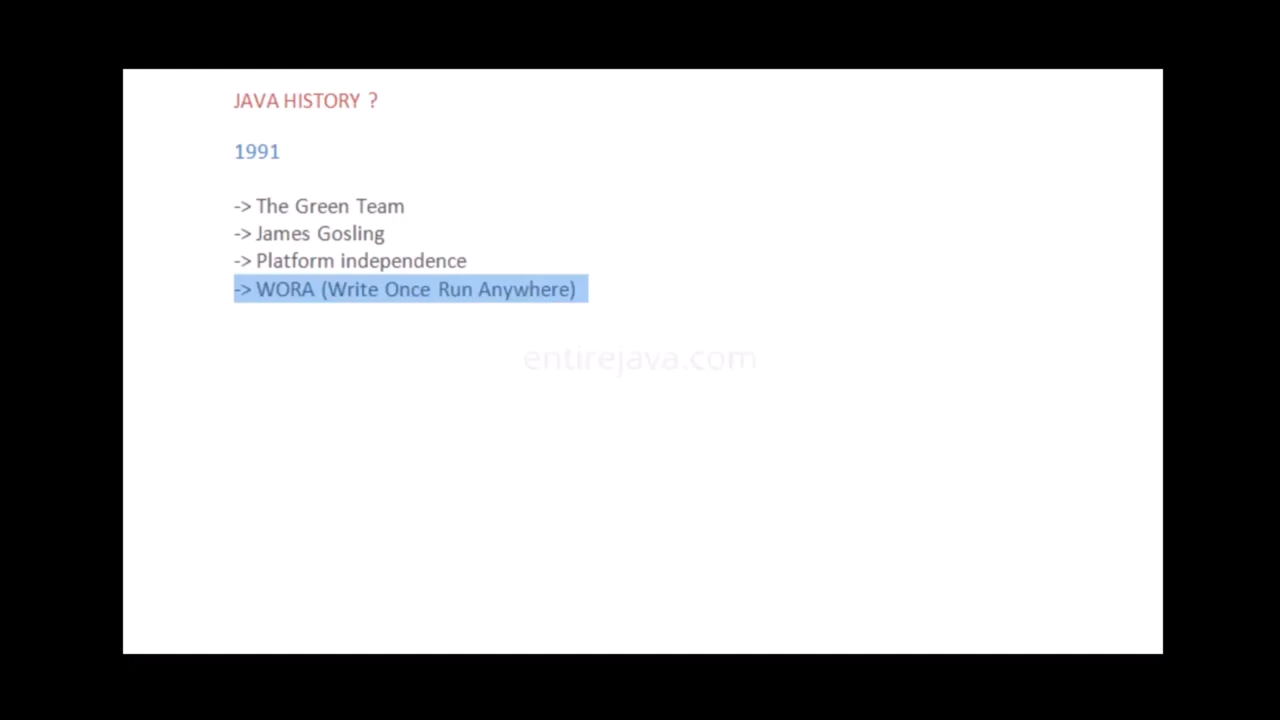 JAVA HISTORY ?
1991
-> The Green Team
-> James Gosling
-> Platform independence
-> WORA (Write Once Run Anywhere)
entirejava.com